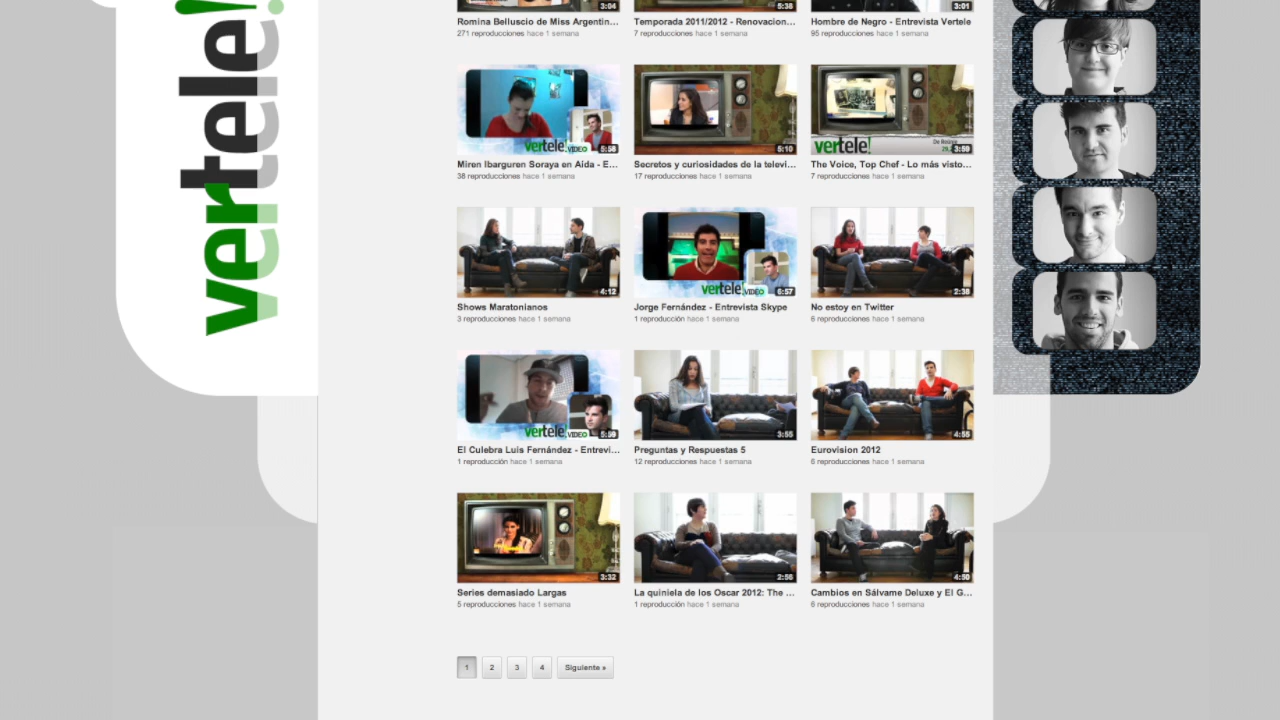 vertele!
3:04
5:38
3:01
Romina Belluscio de Miss Argentin...
Temporada 2011/2012 - Renovacion...
Hombre de Negro - Entrevista Vertele
271 reproducciones hace 1 semana
7 reproducciones hace 1 semana
95 reproducciones hace 1 semana
vertele! VIDEO
5:58
5:10
vertele!
3:59
Miren Ibarguren Soraya en Aida - E...
Secretos y curiosidades de la televi...
The Voice, Top Chef - Lo más visto...
38 reproducciones hace 1 semana
17 reproducciones hace 1 semana
7 reproducciones hace 1 semana
4:12
vertele! VIDEO
6:57
2:38
Shows Maratonianos
Jorge Fernández - Entrevista Skype
No estoy en Twitter
3 reproducciones hace 1 semana
1 reproducción hace 1 semana
6 reproducciones hace 1 semana
vertele! VIDEO
5:59
3:55
4:55
El Culebra Luis Fernández - Entrevi...
Preguntas y Respuestas 5
Eurovision 2012
1 reproducción hace 1 semana
12 reproducciones hace 1 semana
6 reproducciones hace 1 semana
3:32
2:56
4:50
Series demasiado Largas
La quiniela de los Oscar 2012: The ...
Cambios en Sálvame Deluxe y El G...
5 reproducciones hace 1 semana
1 reproducción hace 1 semana
6 reproducciones hace 1 semana
1 2 3 4 Siguiente »